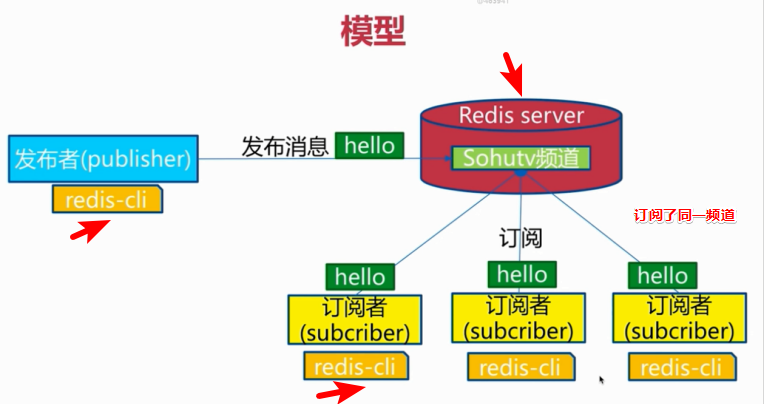 模型
Redis server
发布者(publisher)
发布消息
hello
Sohutv频道
redis-cli
订阅了同一频道
订阅
hello
hello
hello
订阅者
(subcriber)
订阅者
(subcriber)
订阅者
(subcriber)
redis-cli
redis-cli
redis-cli